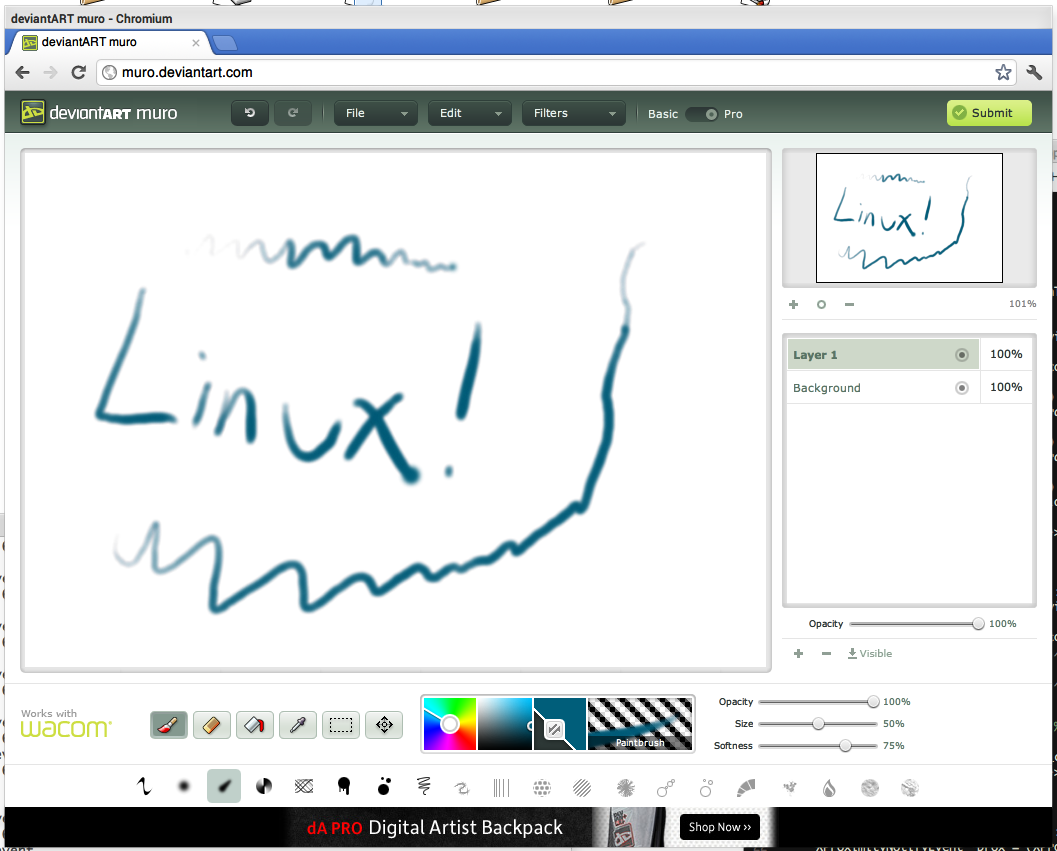 deviantART muro - Chromium
deviantART muro
muro.deviantart.com
deviantART muro File Edit Filters Basic Pro Submit
Linux!
101%
Layer 1 100%
Background 100%
Opacity 100%
Visible
Works with
wacom
Paintbrush
Opacity 100%
Size 50%
Softness 75%
dA PRO Digital Artist Backpack Shop Now ››